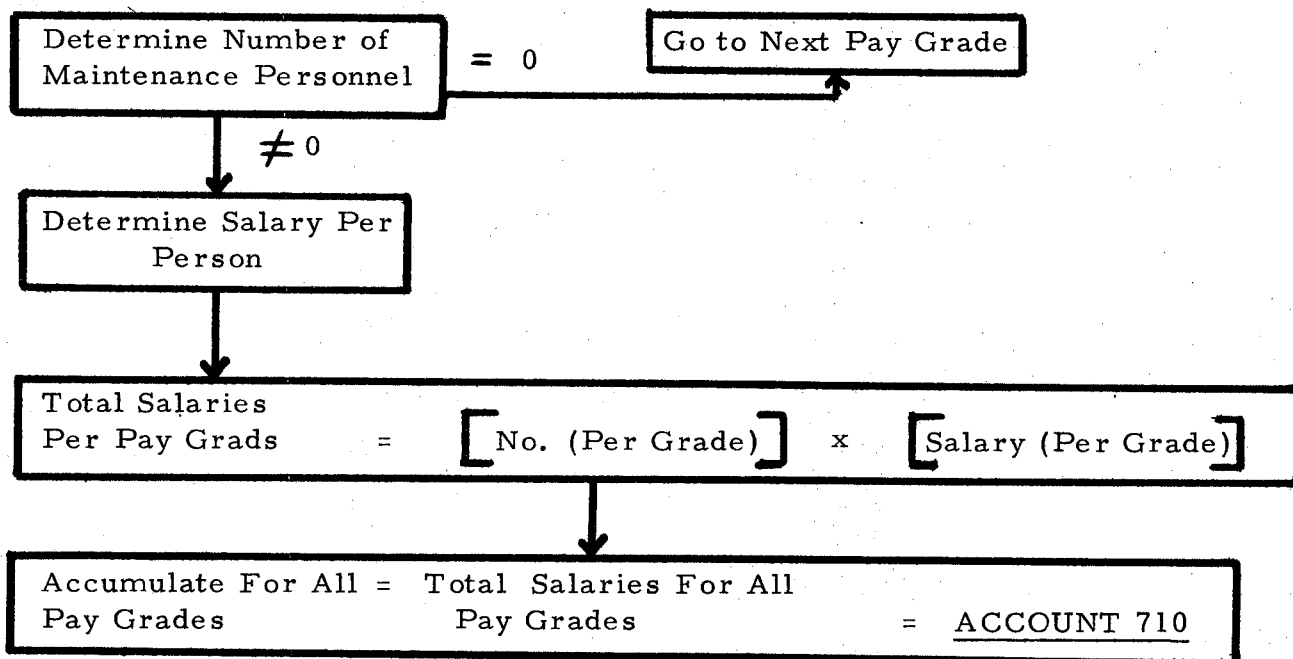 Determine Number of
Maintenance Personnel
= 0
Go to Next Pay Grade
≠ 0
Determine Salary Per
Person
Total Salaries
Per Pay Grads = [No. (Per Grade)] x [Salary (Per Grade)]
Accumulate For All = Total Salaries For All
Pay Grades Pay Grades = ACCOUNT 710